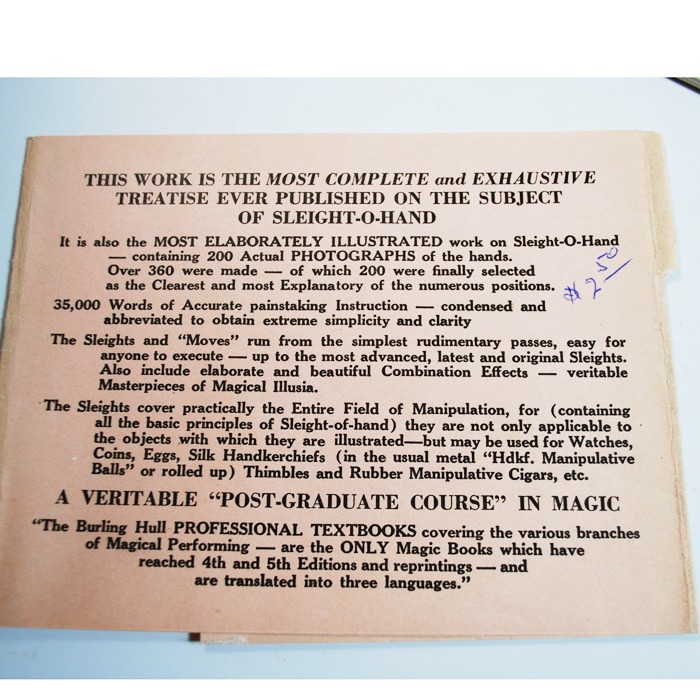 THIS WORK IS THE MOST COMPLETE and EXHAUSTIVE
TREATISE EVER PUBLISHED ON THE SUBJECT
OF SLEIGHT-O-HAND
It is also the MOST ELABORATELY ILLUSTRATED work on Sleight-O-Hand
— containing 200 Actual PHOTOGRAPHS of the hands.
Over 360 were made — of which 200 were finally selected
as the Clearest and most Explanatory of the numerous positions.
$7.50
35,000 Words of Accurate painstaking Instruction — condensed and
abbreviated to obtain extreme simplicity and clarity
The Sleights and "Moves" run from the simplest rudimentary passes, easy for
anyone to execute — up to the most advanced, latest and original Sleights.
Also include elaborate and beautiful Combination Effects — veritable
Masterpieces of Magical Illusia.
The Sleights cover practically the Entire Field of Manipulation, for (containing
all the basic principles of Sleight-of-hand) they are not only applicable to
the objects with which they are illustrated—but may be used for Watches,
Coins, Eggs, Silk Handkerchiefs (in the usual metal "Hdkf. Manipulative
Balls" or rolled up) Thimbles and Rubber Manipulative Cigars, etc.
A VERITABLE "POST-GRADUATE COURSE" IN MAGIC
"The Burling Hull PROFESSIONAL TEXTBOOKS covering the various branches
of Magical Performing — are the ONLY Magic Books which have
reached 4th and 5th Editions and reprintings — and
are translated into three languages."